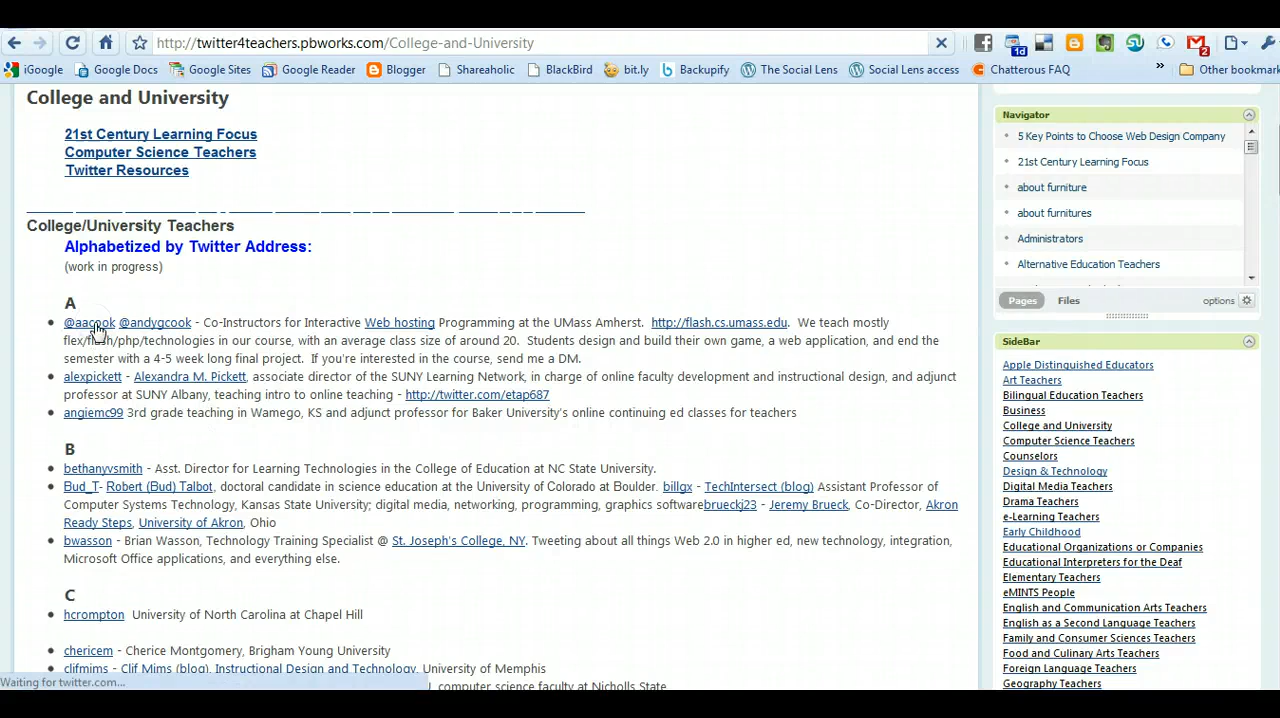 http://twitter4teachers.pbworks.com/College-and-University
1d
2
iGoogle Google Docs Google Sites Google Reader Blogger Shareaholic BlackBird bit.ly Backupify The Social Lens Social Lens access Chatterous FAQ » Other bookmark
College and University
21st Century Learning Focus
Computer Science Teachers
Twitter Resources
College/University Teachers
Alphabetized by Twitter Address:
(work in progress)
A
@aacook @andygcook - Co-Instructors for Interactive Web hosting Programming at the UMass Amherst. http://flash.cs.umass.edu. We teach mostly
flex/flash/php/technologies in our course, with an average class size of around 20. Students design and build their own game, a web application, and end the
semester with a 4-5 week long final project. If you're interested in the course, send me a DM.
alexpickett - Alexandra M. Pickett, associate director of the SUNY Learning Network, in charge of online faculty development and instructional design, and adjunct
professor at SUNY Albany, teaching intro to online teaching - http://twitter.com/etap687
angiemc99 3rd grade teaching in Wamego, KS and adjunct professor for Baker University's online continuing ed classes for teachers
B
bethanyvsmith - Asst. Director for Learning Technologies in the College of Education at NC State University.
Bud_T- Robert (Bud) Talbot, doctoral candidate in science education at the University of Colorado at Boulder. billgx - TechIntersect (blog) Assistant Professor of
Computer Systems Technology, Kansas State University; digital media, networking, programming, graphics softwarebrueckj23 - Jeremy Brueck, Co-Director, Akron
Ready Steps, University of Akron, Ohio
bwasson - Brian Wasson, Technology Training Specialist @ St. Joseph's College, NY. Tweeting about all things Web 2.0 in higher ed, new technology, integration,
Microsoft Office applications, and everything else.
C
hcrompton University of North Carolina at Chapel Hill
chericem - Cherice Montgomery, Brigham Young University
clifmims - Clif Mims (blog), Instructional Design and Technology, University of Memphis
, computer science faculty at Nicholls State
Waiting for twitter.com...
Navigator
5 Key Points to Choose Web Design Company
21st Century Learning Focus
about furniture
about furnitures
Administrators
Alternative Education Teachers
Pages Files options
SideBar
Apple Distinguished Educators
Art Teachers
Bilingual Education Teachers
Business
College and University
Computer Science Teachers
Counselors
Design & Technology
Digital Media Teachers
Drama Teachers
e-Learning Teachers
Early Childhood
Educational Organizations or Companies
Educational Interpreters for the Deaf
Elementary Teachers
eMINTS People
English and Communication Arts Teachers
English as a Second Language Teachers
Family and Consumer Sciences Teachers
Food and Culinary Arts Teachers
Foreign Language Teachers
Geography Teachers